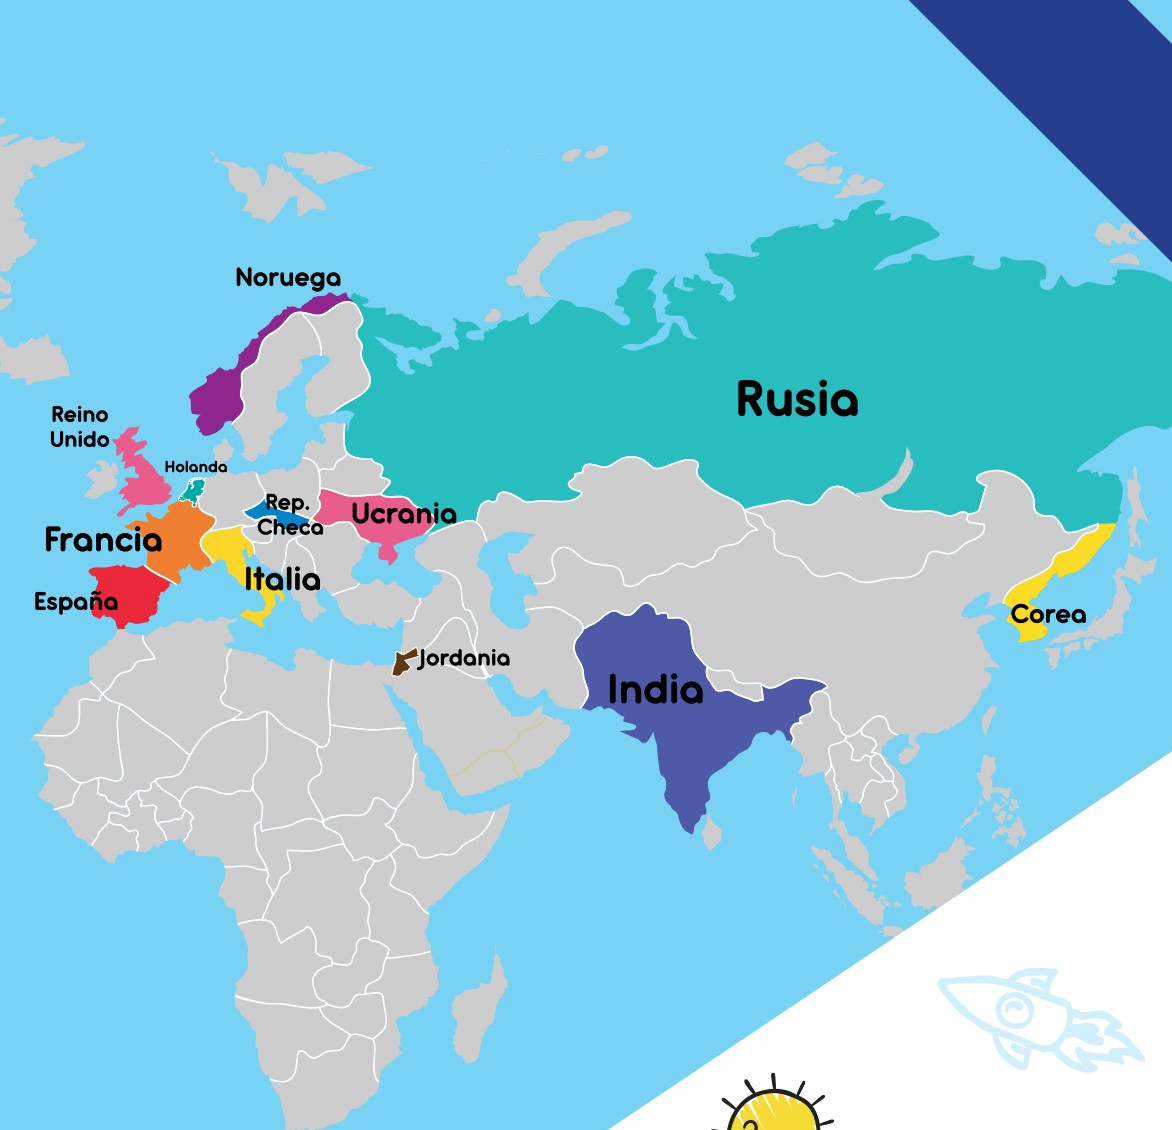 Noruega
Rusia
Reino
Unido
Holanda
Rep.
Checa
Ucrania
Francia
Italia
España
Corea
Jordania
India